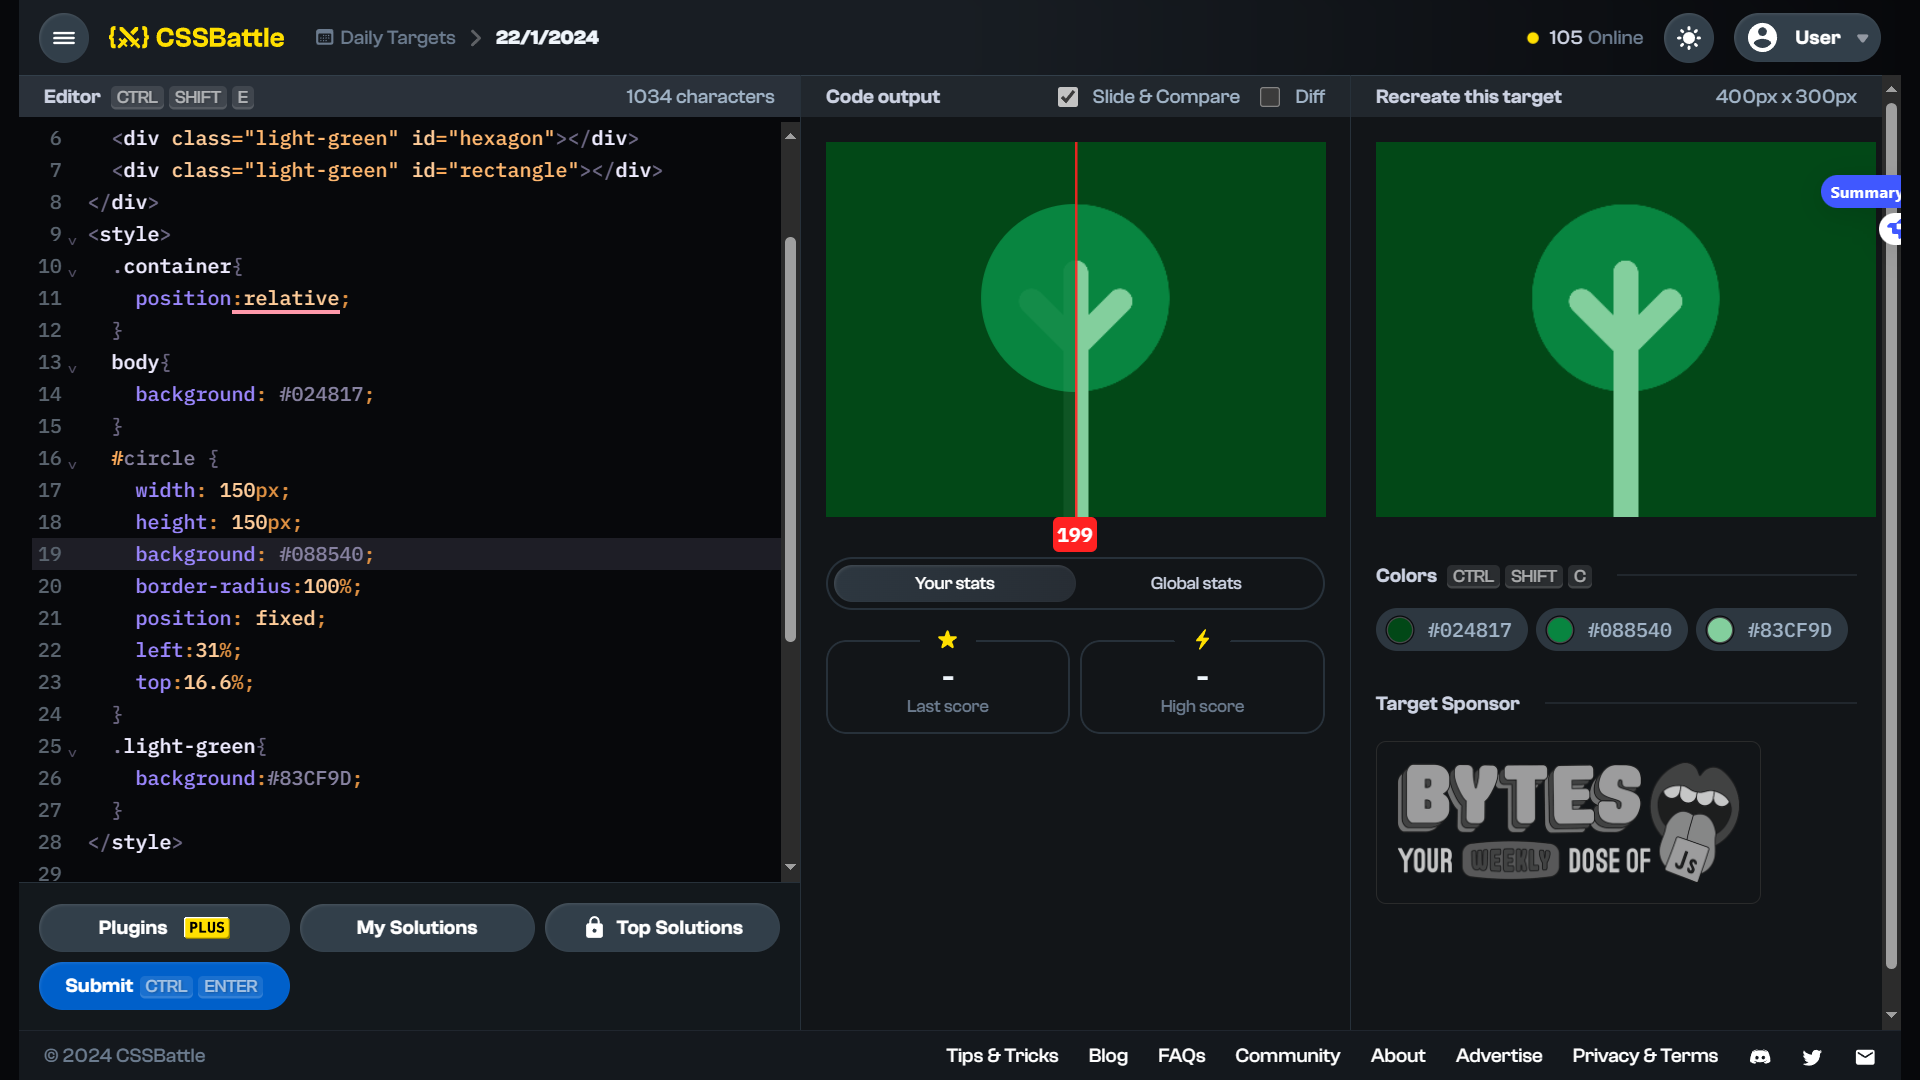 {X} CSSBattle
Daily Targets
22/1/2024
105 Online
User
Editor CTRL SHIFT E
1034 characters
6 <div class="light-green" id="hexagon"></div>
7 <div class="light-green" id="rectangle"></div>
8 </div>
9 <style>
10 .container{
11 position:relative;
12 }
13 body{
14 background: #024817;
15 }
16 #circle {
17 width: 150px;
18 height: 150px;
19 background: #088540;
20 border-radius:100%;
21 position: fixed;
22 left:31%;
23 top:16.6%;
24 }
25 .light-green{
26 background:#83CF9D;
27 }
28 </style>
29
Plugins PLUS
My Solutions
Top Solutions
Submit CTRL ENTER
Code output
Slide & Compare
Diff
199
Your stats
Global stats
-
Last score
-
High score
Recreate this target
400px x 300px
Summary
Colors CTRL SHIFT C
#024817
#088540
#83CF9D
Target Sponsor
BYTES
YOUR WEEKLY DOSE OF JS
© 2024 CSSBattle
Tips & Tricks
Blog
FAQs
Community
About
Advertise
Privacy & Terms